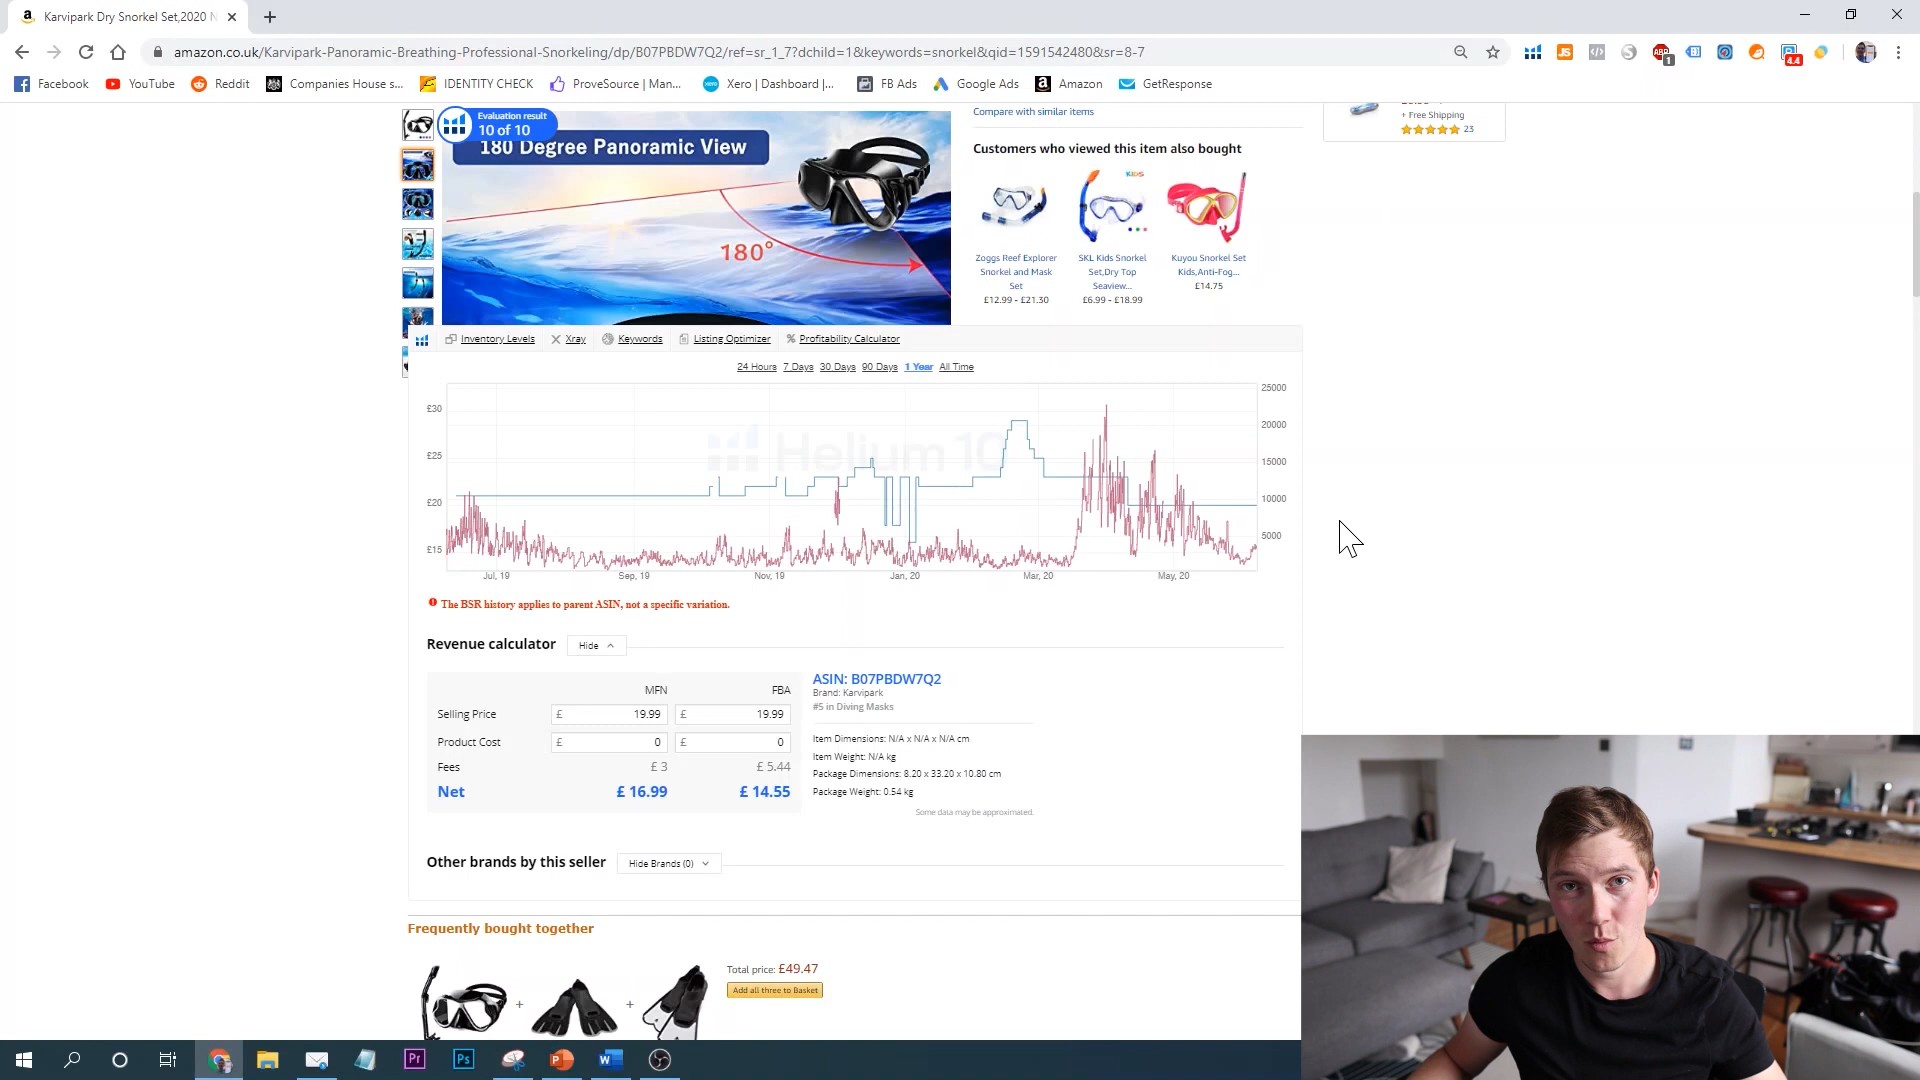 Karvipark Dry Snorkel Set,2020 N
amazon.co.uk/Karvipark-Panoramic-Breathing-Professional-Snorkeling/dp/B07PBDW7Q2/ref=sr_1_7?dchild=1&keywords=snorkel&qid=1591542480&sr=8-7
ABP
1
4.4
Facebook
YouTube
Reddit
Companies House s...
IDENTITY CHECK
ProveSource | Man...
Xero | Dashboard |...
FB Ads
Google Ads
Amazon
GetResponse
Evaluation result
10 of 10
180 Degree Panoramic View
180°
Compare with similar items
Customers who viewed this item also bought
KIDS
Zoggs Reef Explorer
Snorkel and Mask
Set
£12.99 - £21.30
SKL Kids Snorkel
Set,Dry Top
Seaview...
£6.99 - £18.99
Kuyou Snorkel Set
Kids,Anti-Fog...
£14.75
+ Free Shipping
23
Inventory Levels
Xray
Keywords
Listing Optimizer
Profitability Calculator
24 Hours 7 Days 30 Days 90 Days 1 Year All Time
Helium 10
£30
£25
£20
£15
25000
20000
15000
10000
5000
Jul, 19
Sep, 19
Nov, 19
Jan, 20
Mar, 20
May, 20
The BSR history applies to parent ASIN, not a specific variation.
Revenue calculator
Hide
MFN FBA
Selling Price £ 19.99 £ 19.99
Product Cost £ 0 £ 0
Fees £ 3 £ 5.44
Net £ 16.99 £ 14.55
ASIN: B07PBDW7Q2
Brand: Karvipark
#5 in Diving Masks
Item Dimensions: N/A x N/A x N/A cm
Item Weight: N/A kg
Package Dimensions: 8.20 x 33.20 x 10.80 cm
Package Weight: 0.54 kg
Some data may be approximated.
Other brands by this seller
Hide Brands (0)
Frequently bought together
+
+
Total price: £49.47
Add all three to Basket
Pr
Ps